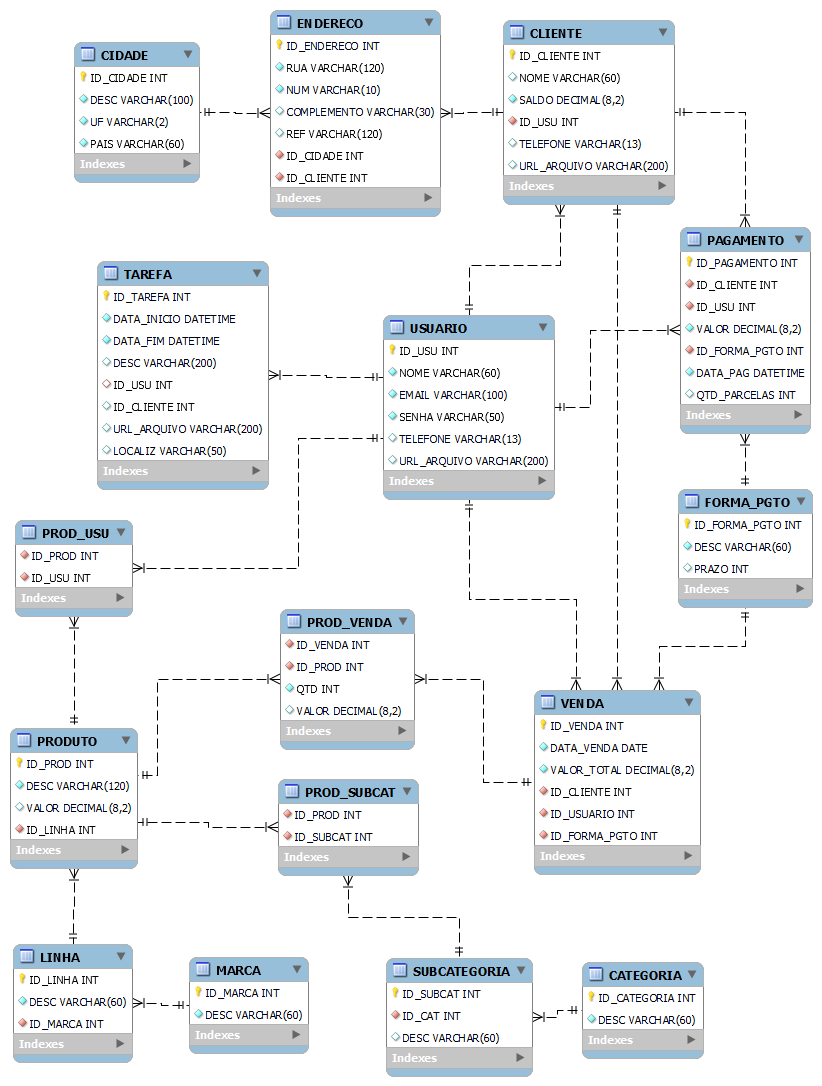 CIDADE
ID_CIDADE INT
DESC VARCHAR(100)
UF VARCHAR(2)
PAIS VARCHAR(60)
Indexes
ENDERECO
ID_ENDERECO INT
RUA VARCHAR(120)
NUM VARCHAR(10)
COMPLEMENTO VARCHAR(30)
REF VARCHAR(120)
ID_CIDADE INT
ID_CLIENTE INT
Indexes
CLIENTE
ID_CLIENTE INT
NOME VARCHAR(60)
SALDO DECIMAL(8,2)
ID_USU INT
TELEFONE VARCHAR(13)
URL_ARQUIVO VARCHAR(200)
Indexes
PAGAMENTO
ID_PAGAMENTO INT
ID_CLIENTE INT
ID_USU INT
VALOR DECIMAL(8,2)
ID_FORMA_PGTO INT
DATA_PAG DATETIME
QTD_PARCELAS INT
Indexes
TAREFA
ID_TAREFA INT
DATA_INICIO DATETIME
DATA_FIM DATETIME
DESC VARCHAR(200)
ID_USU INT
ID_CLIENTE INT
URL_ARQUIVO VARCHAR(200)
LOCALIZ VARCHAR(50)
Indexes
USUARIO
ID_USU INT
NOME VARCHAR(60)
EMAIL VARCHAR(100)
SENHA VARCHAR(50)
TELEFONE VARCHAR(13)
URL_ARQUIVO VARCHAR(200)
Indexes
FORMA_PGTO
ID_FORMA_PGTO INT
DESC VARCHAR(60)
PRAZO INT
Indexes
PROD_USU
ID_PROD INT
ID_USU INT
Indexes
PROD_VENDA
ID_VENDA INT
ID_PROD INT
QTD INT
VALOR DECIMAL(8,2)
Indexes
VENDA
ID_VENDA INT
DATA_VENDA DATE
VALOR_TOTAL DECIMAL(8,2)
ID_CLIENTE INT
ID_USUARIO INT
ID_FORMA_PGTO INT
Indexes
PRODUTO
ID_PROD INT
DESC VARCHAR(120)
VALOR DECIMAL(8,2)
ID_LINHA INT
Indexes
PROD_SUBCAT
ID_PROD INT
ID_SUBCAT INT
Indexes
LINHA
ID_LINHA INT
DESC VARCHAR(60)
ID_MARCA INT
Indexes
MARCA
ID_MARCA INT
DESC VARCHAR(60)
Indexes
SUBCATEGORIA
ID_SUBCAT INT
ID_CAT INT
DESC VARCHAR(60)
Indexes
CATEGORIA
ID_CATEGORIA INT
DESC VARCHAR(60)
Indexes